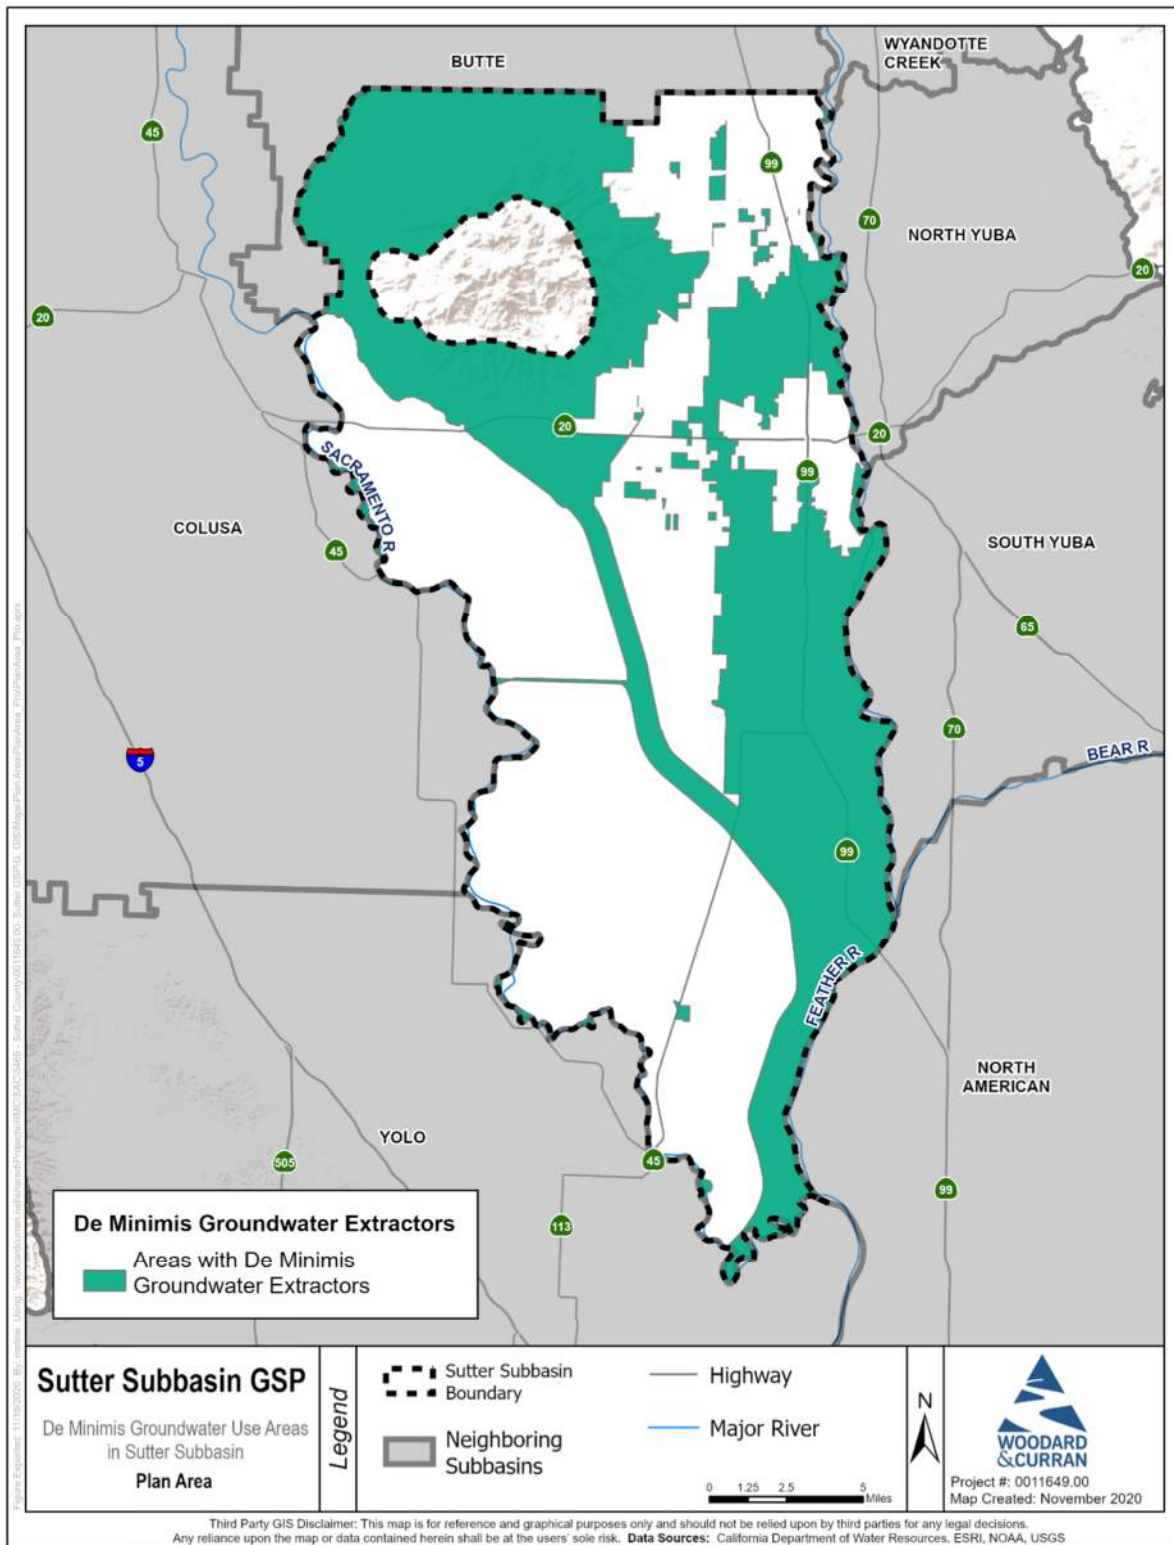 BUTTE
WYANDOTTE
CREEK
45
99
70
NORTH YUBA
20
20
20
20
99
SACRAMENTO R
COLUSA
45
SOUTH YUBA
65
70
5
BEAR R
99
FEATHER R
NORTH
AMERICAN
YOLO
45
505
99
113
De Minimis Groundwater Extractors
Areas with De Minimis
Groundwater Extractors
Sutter Subbasin GSP
De Minimis Groundwater Use Areas
in Sutter Subbasin
Plan Area
Legend
Sutter Subbasin
Boundary
Neighboring
Subbasins
Highway
Major River
0 1.25 2.5 5
Miles
N
WOODARD
&CURRAN
Project #: 0011649.00
Map Created: November 2020
Third Party GIS Disclaimer: This map is for reference and graphical purposes only and should not be relied upon by third parties for any legal decisions.
Any reliance upon the map or data contained herein shall be at the users' sole risk. Data Sources: California Department of Water Resources, ESRI, NOAA, USGS